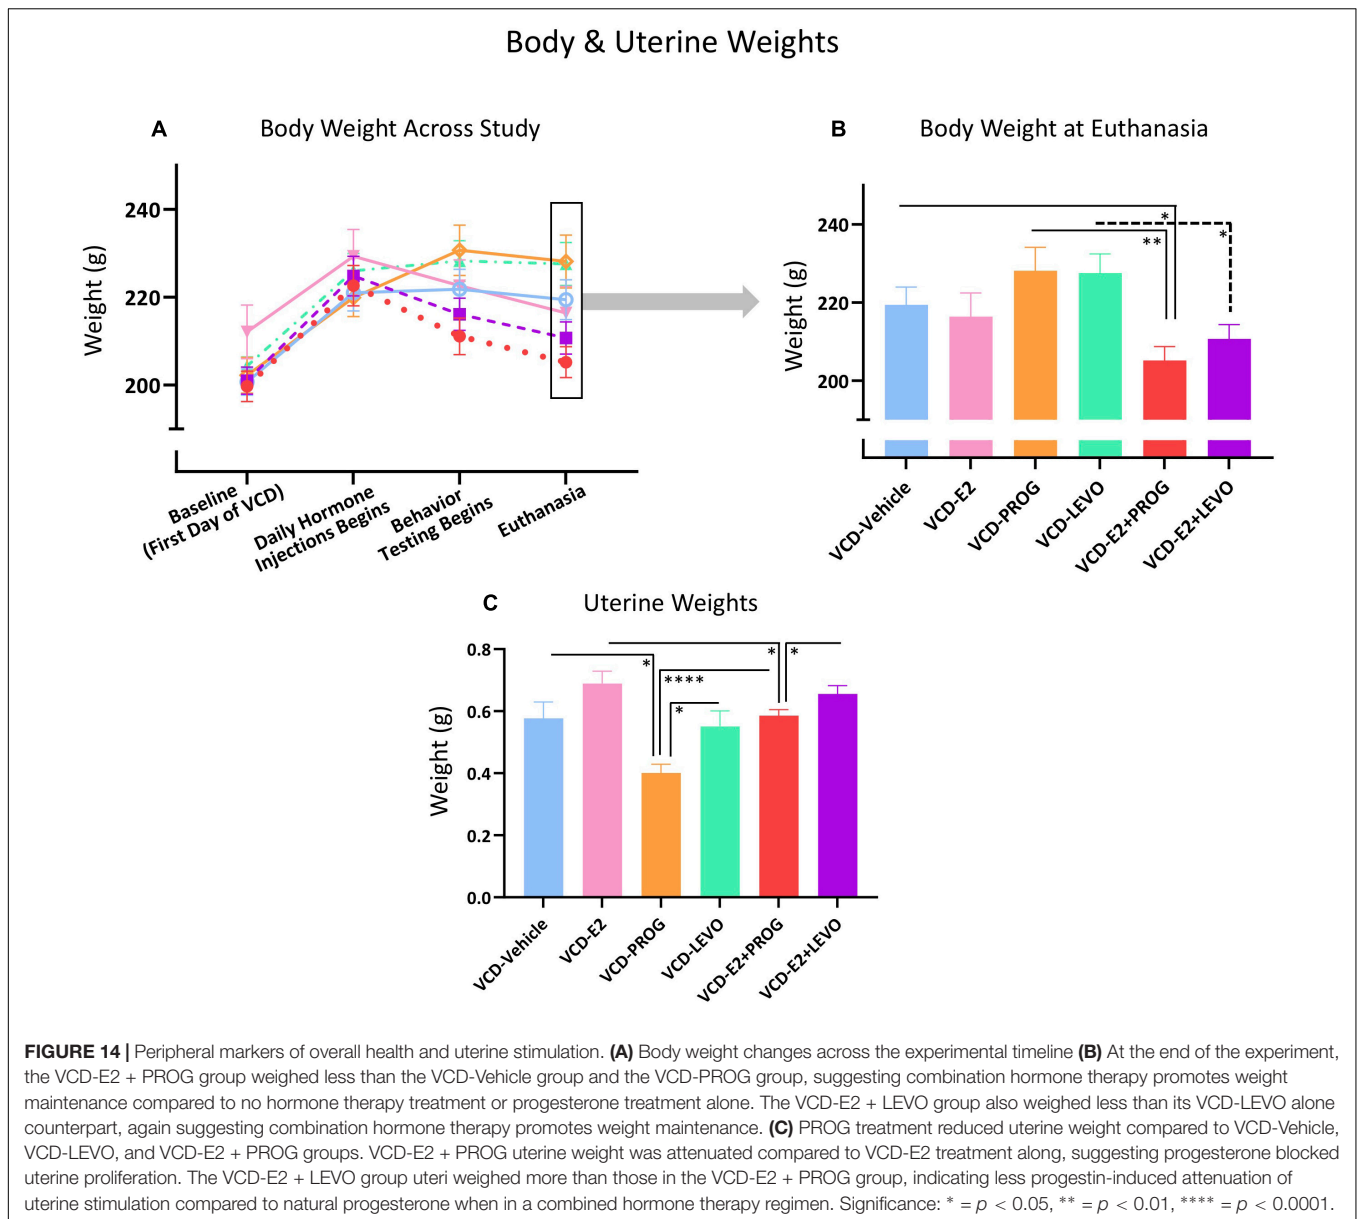 Body & Uterine Weights
A
Body Weight Across Study
Weight (g)
240
220
200
Baseline
(First Day of VCD)
Daily Hormone
Injections Begins
Behavior
Testing Begins
Euthanasia
B
Body Weight at Euthanasia
Weight (g)
240
220
200
*
**
*
VCD-Vehicle
VCD-E2
VCD-PROG
VCD-LEVO
VCD-E2+PROG
VCD-E2+LEVO
C
Uterine Weights
Weight (g)
0.8
0.6
0.4
0.2
0.0
*
****
*
*
*
VCD-Vehicle
VCD-E2
VCD-PROG
VCD-LEVO
VCD-E2+PROG
VCD-E2+LEVO
FIGURE 14 | Peripheral markers of overall health and uterine stimulation. (A) Body weight changes across the experimental timeline (B) At the end of the experiment,
the VCD-E2 + PROG group weighed less than the VCD-Vehicle group and the VCD-PROG group, suggesting combination hormone therapy promotes weight
maintenance compared to no hormone therapy treatment or progesterone treatment alone. The VCD-E2 + LEVO group also weighed less than its VCD-LEVO alone
counterpart, again suggesting combination hormone therapy promotes weight maintenance. (C) PROG treatment reduced uterine weight compared to VCD-Vehicle,
VCD-LEVO, and VCD-E2 + PROG groups. VCD-E2 + PROG uterine weight was attenuated compared to VCD-E2 treatment along, suggesting progesterone blocked
uterine proliferation. The VCD-E2 + LEVO group uteri weighed more than those in the VCD-E2 + PROG group, indicating less progestin-induced attenuation of
uterine stimulation compared to natural progesterone when in a combined hormone therapy regimen. Significance: * = p < 0.05, ** = p < 0.01, **** = p < 0.0001.